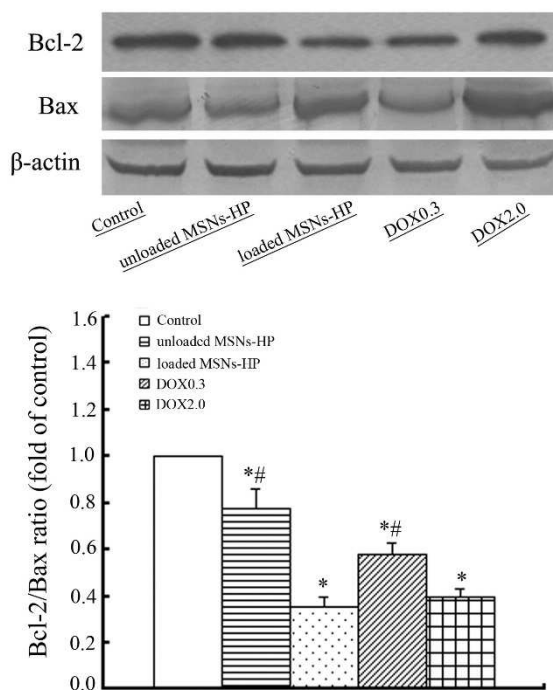 Bcl-2
Bax
β-actin
Control
unloaded MSNs-HP
loaded MSNs-HP
DOX0.3
DOX2.0
Bcl-2/Bax ratio (fold of control)
1.6
1.4
1.2
1.0
0.8
0.6
0.4
0.2
0.0
Control
unloaded MSNs-HP
loaded MSNs-HP
DOX0.3
DOX2.0
*#
*
*#
*